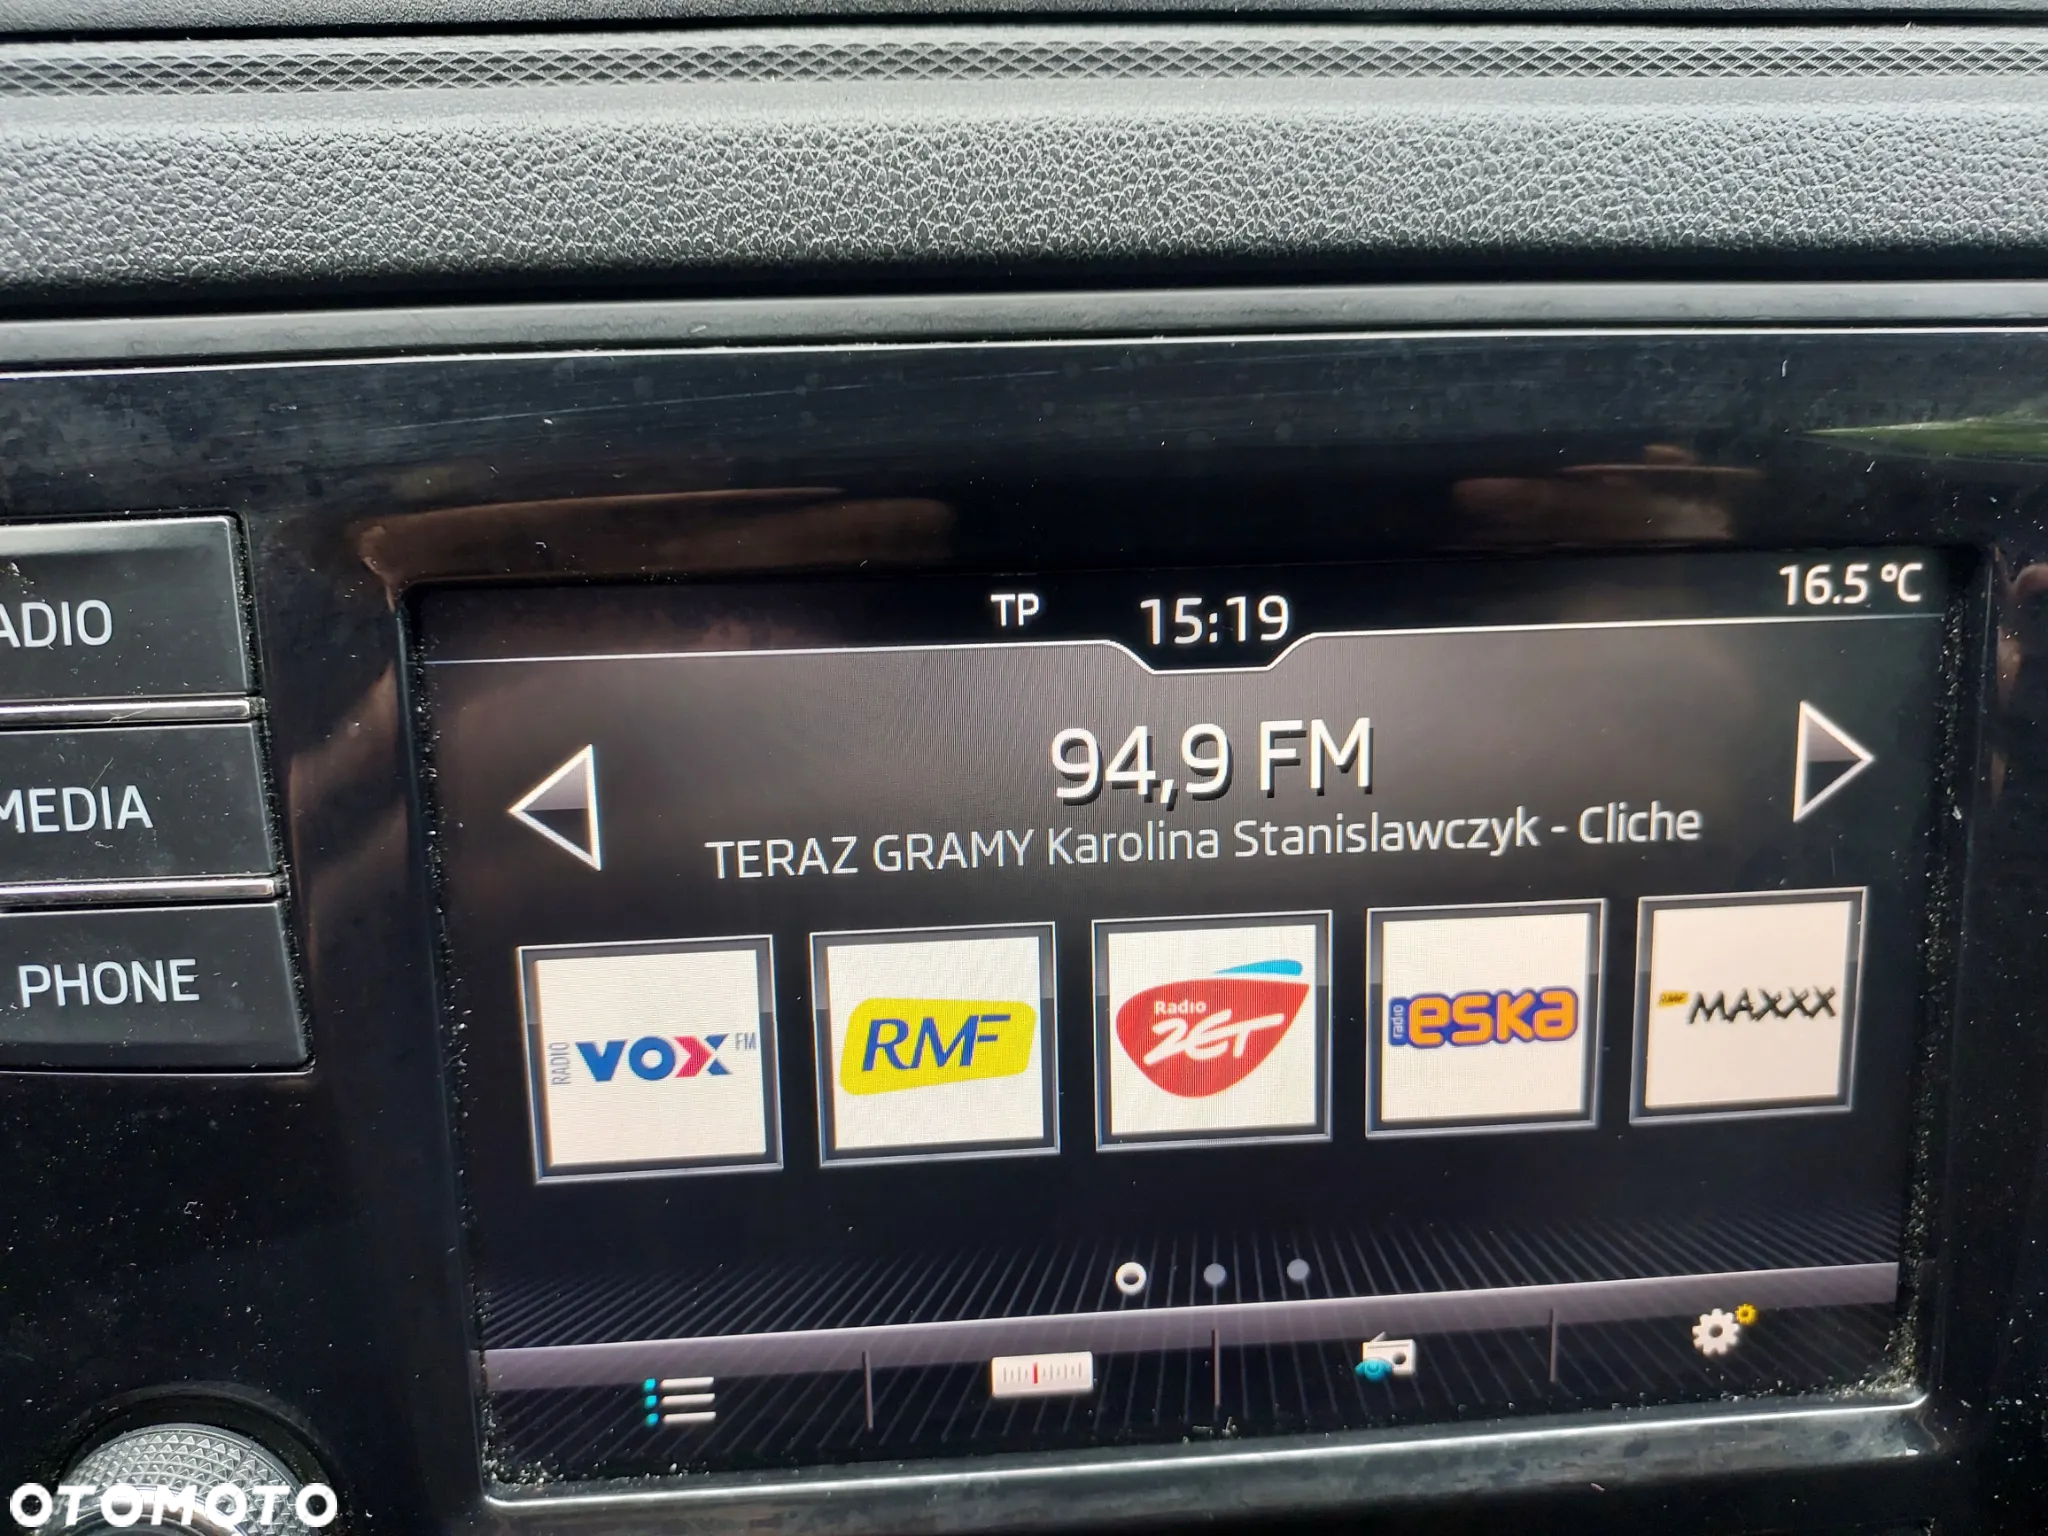 TP
15:19
16.5 °C
ADIO
94,9 FM
MEDIA
TERAZ GRAMY Karolina Stanislawczyk - Cliche
PHONE
RADIO VOX FM
RMF
Radio ZET
radio eska
RMF MAXXX
OTOMOTO